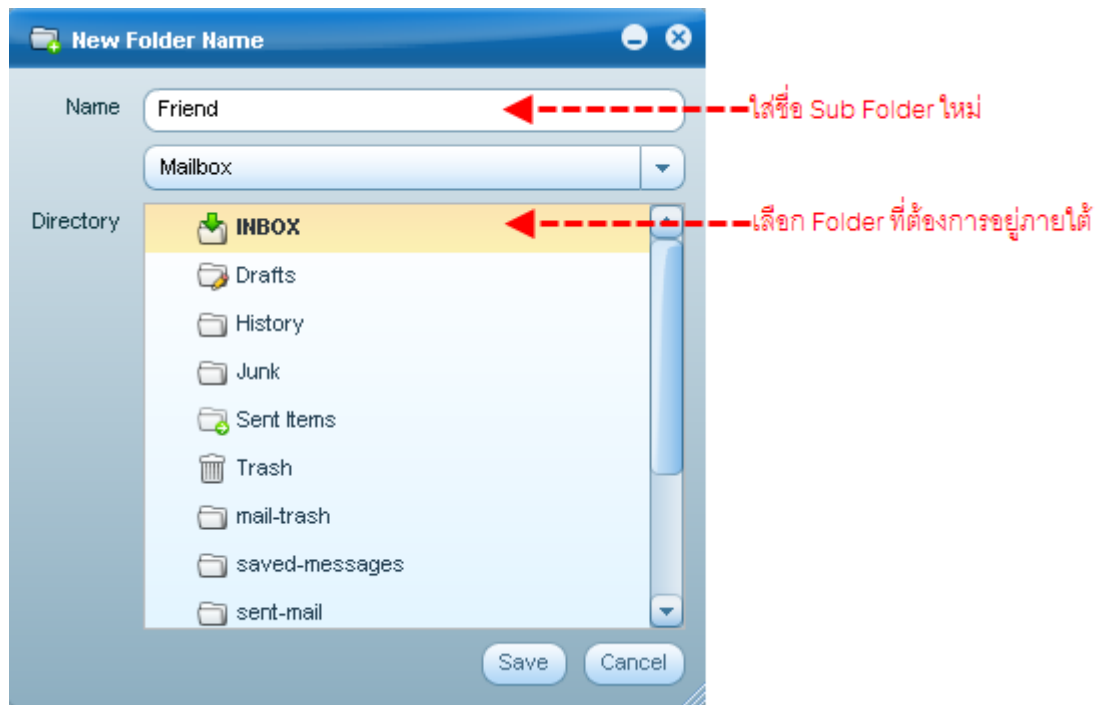 New Folder Name
Name Friend ใส่ชื่อ Sub Folder ใหม่
Mailbox
Directory INBOX เลือก Folder ที่ต้องการอยู่ภายใต้
Drafts
History
Junk
Sent Items
Trash
mail-trash
saved-messages
sent-mail
Save Cancel